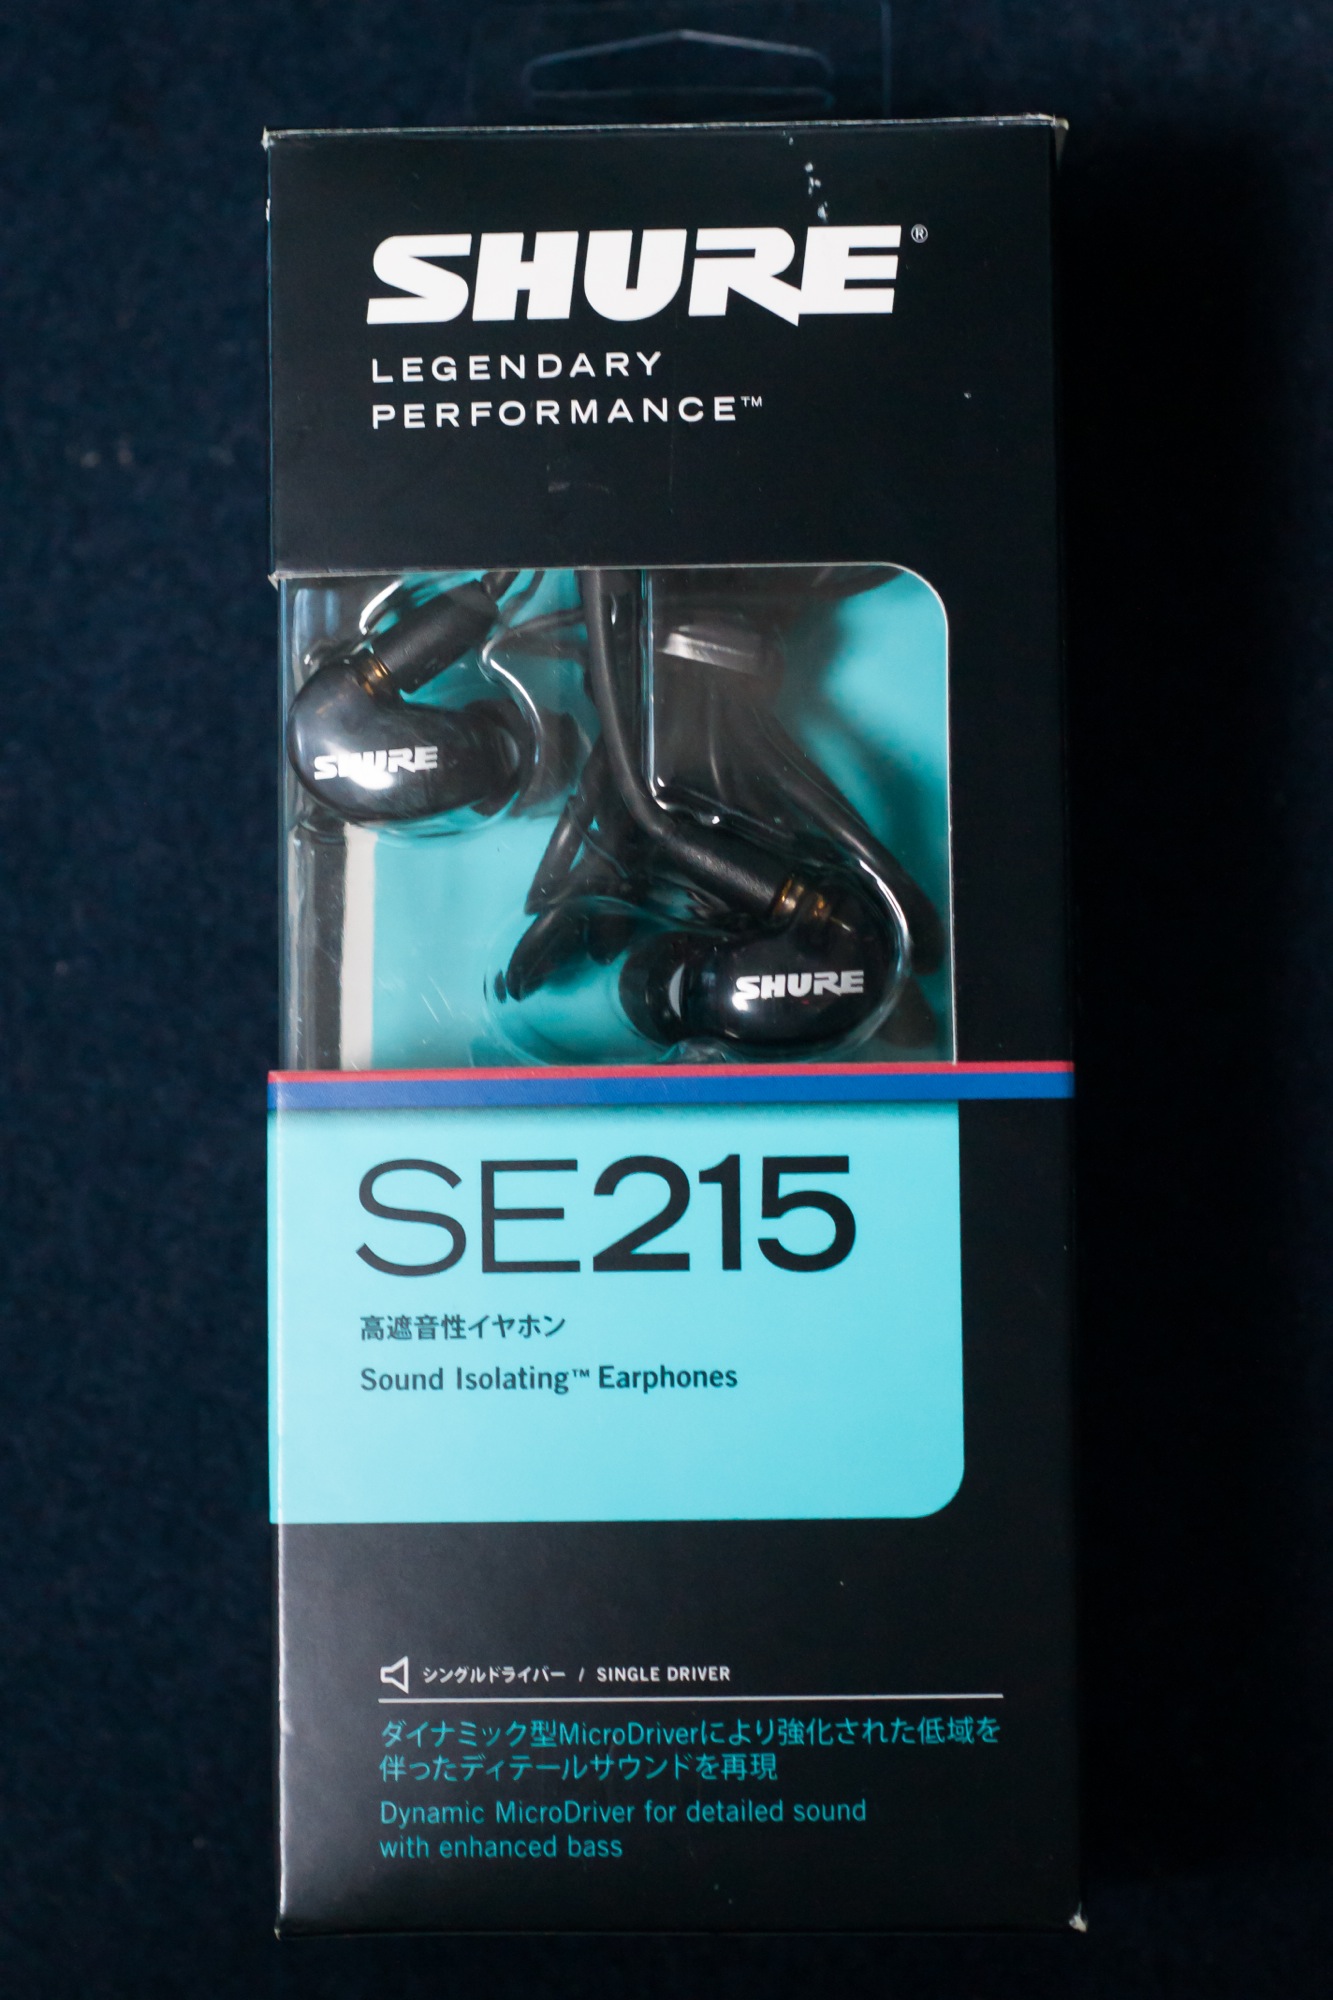 SHURE®
LEGENDARY
PERFORMANCE™
SHURE
SHURE
SE215
高遮音性イヤホン
Sound Isolating™ Earphones
シングルドライバー / SINGLE DRIVER
ダイナミック型MicroDriverにより強化された低域を
伴ったディテールサウンドを再現
Dynamic MicroDriver for detailed sound
with enhanced bass